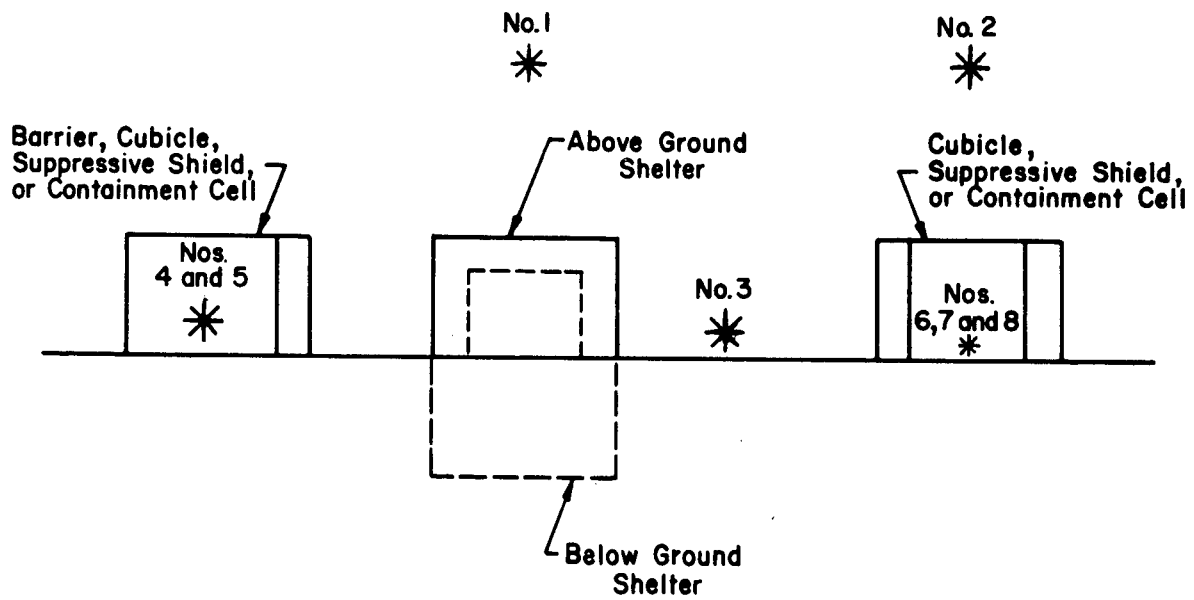 No. 1
No. 2
Barrier, Cubicle,
Suppressive Shield,
or Containment Cell
Above Ground
Shelter
Cubicle,
Suppressive Shield,
or Containment Cell
Nos.
4 and 5
No. 3
Nos.
6,7 and 8
Below Ground
Shelter